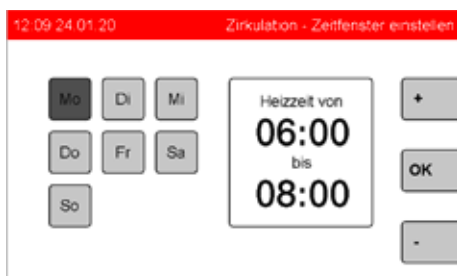 12:09 24.01.20 Zirkulation - Zeitfenster einstellen
Mo Di Mi
Do Fr Sa
So
Heizzeit von
06:00
bis
08:00
+
OK
-